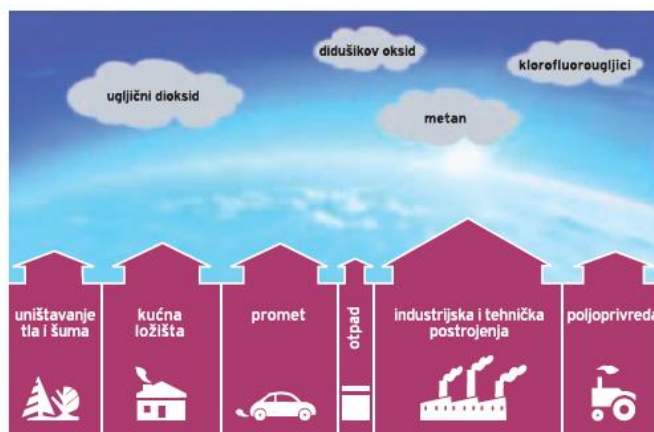 didušikov oksid
klorofluorougljici
ugljični dioksid
metan
uništavanje
tla i šuma
kućna
ložišta
promet
otpad
industrijska i tehnička
postrojenja
poljoprivreda